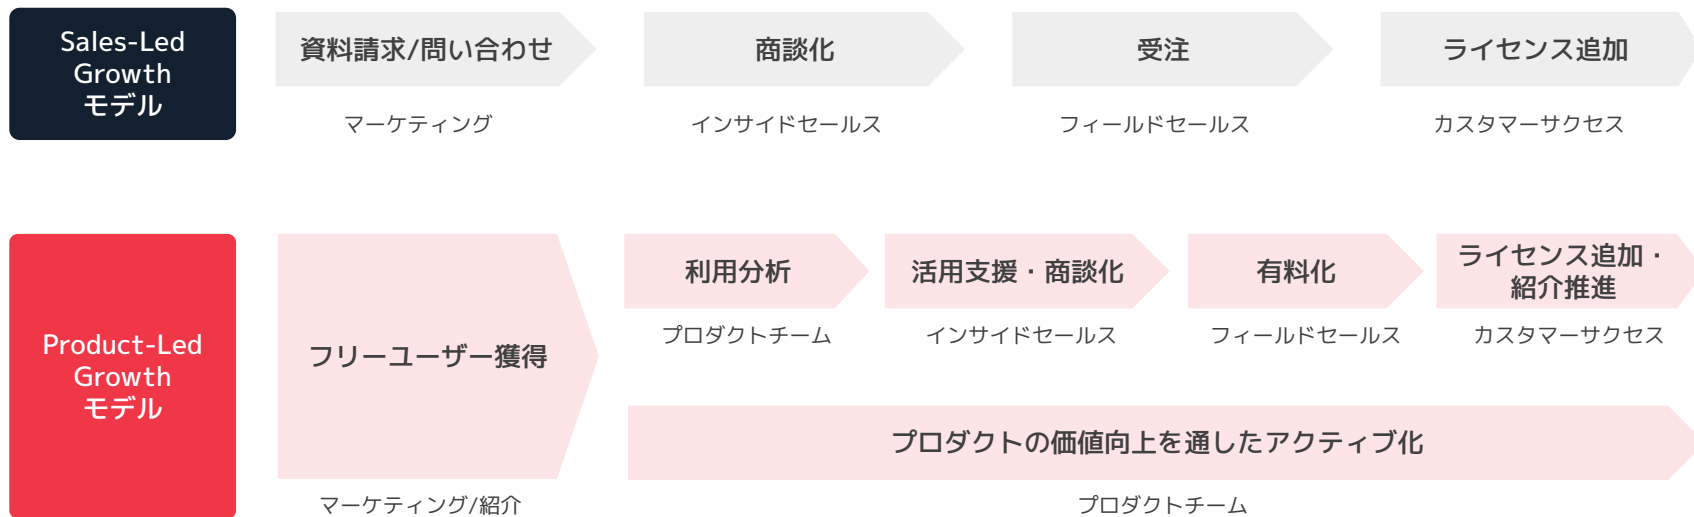 Sales-Led
Growth
モデル
資料請求/問い合わせ
商談化
受注
ライセンス追加
マーケティング
インサイドセールス
フィールドセールス
カスタマーサクセス
Product-Led
Growth
モデル
フリーユーザー獲得
マーケティング/紹介
利用分析
活用支援・商談化
有料化
ライセンス追加・
紹介推進
プロダクトチーム
インサイドセールス
フィールドセールス
カスタマーサクセス
プロダクトの価値向上を通したアクティブ化
プロダクトチーム